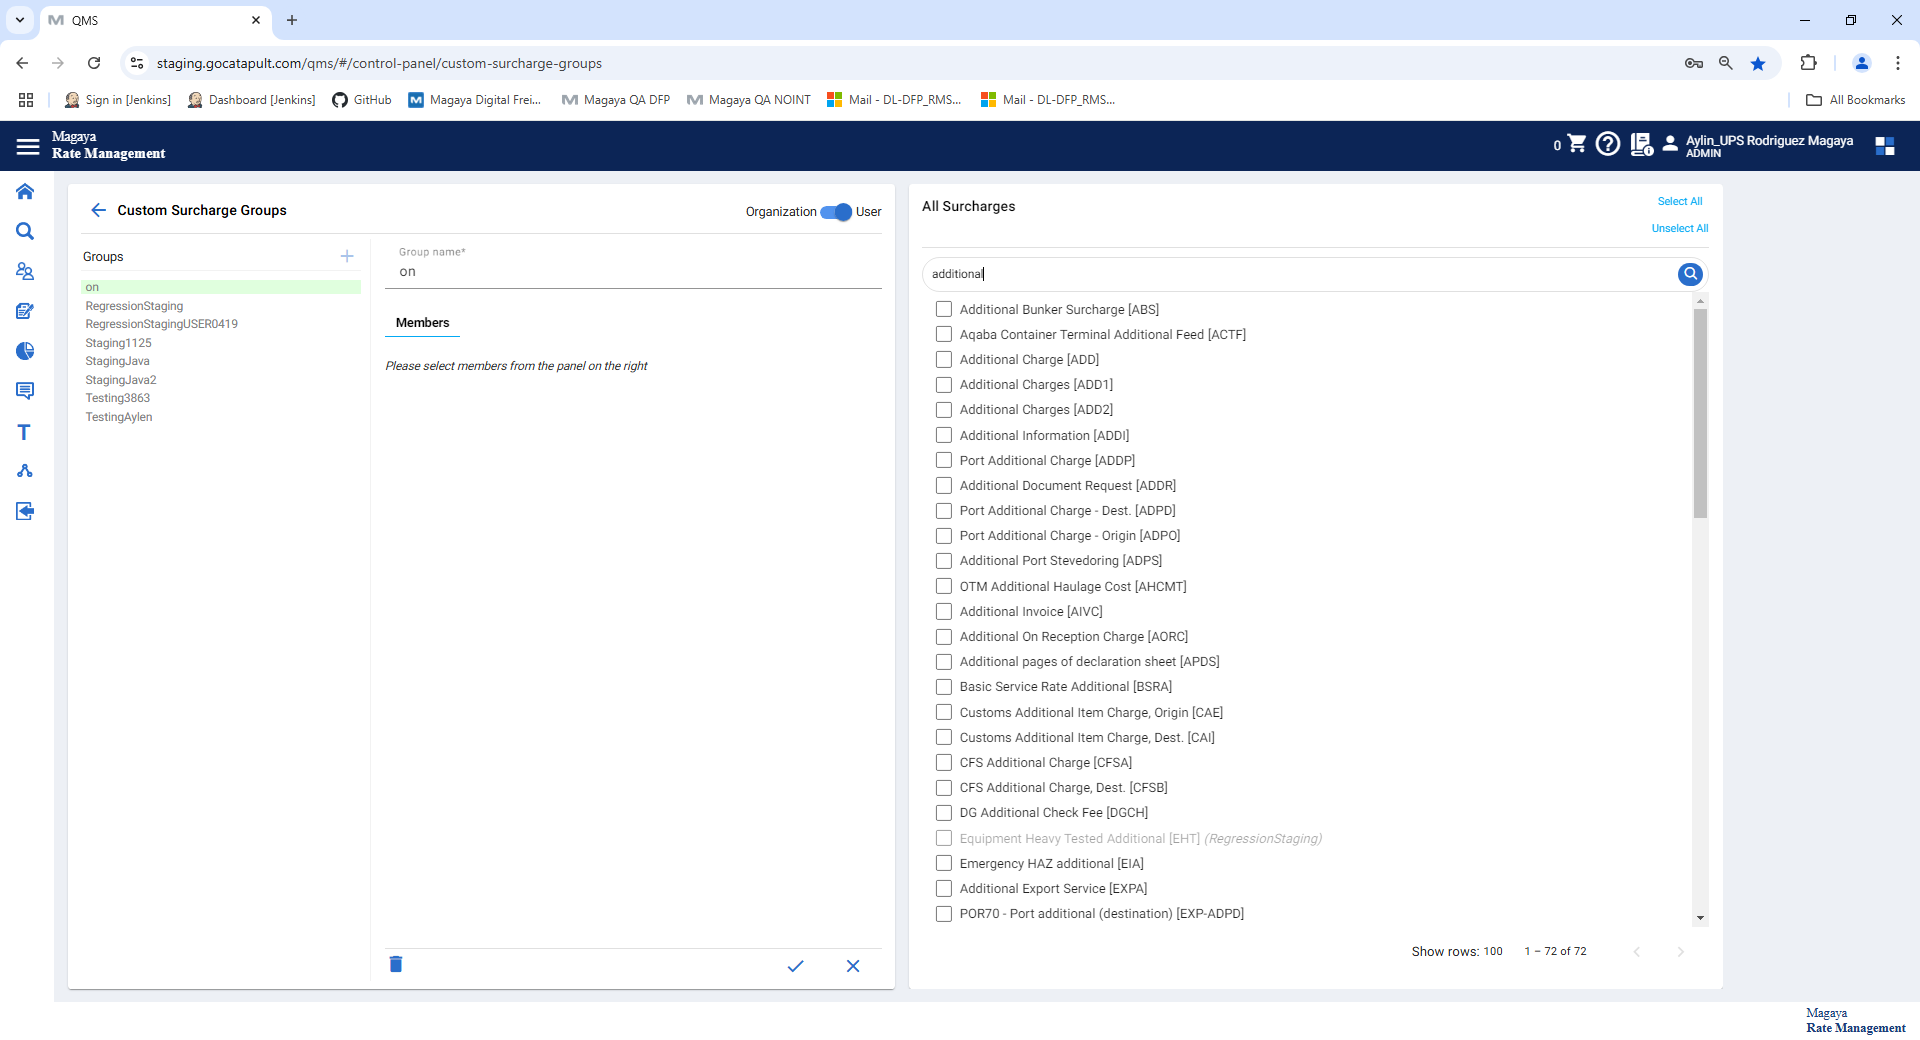 QMS
staging.gocatapult.com/qms/#/control-panel/custom-surcharge-groups
Sign in [Jenkins]
Dashboard [Jenkins]
GitHub
Magaya Digital Frei...
Magaya QA DFP
Magaya QA NOINT
Mail - DL-DFP_RMS...
Mail - DL-DFP_RMS...
All Bookmarks
Magaya
Rate Management
0
Aylin_UPS Rodriguez Magaya
ADMIN
Custom Surcharge Groups
Organization
User
Groups
on
RegressionStaging
RegressionStagingUSER0419
Staging1125
StagingJava
StagingJava2
Testing3863
TestingAylen
Group name*
on
Members
Please select members from the panel on the right
All Surcharges
Select All
Unselect All
additional
Additional Bunker Surcharge [ABS]
Aqaba Container Terminal Additional Feed [ACTF]
Additional Charge [ADD]
Additional Charges [ADD1]
Additional Charges [ADD2]
Additional Information [ADDI]
Port Additional Charge [ADDP]
Additional Document Request [ADDR]
Port Additional Charge - Dest. [ADPD]
Port Additional Charge - Origin [ADPO]
Additional Port Stevedoring [ADPS]
OTM Additional Haulage Cost [AHCMT]
Additional Invoice [AIVC]
Additional On Reception Charge [AORC]
Additional pages of declaration sheet [APDS]
Basic Service Rate Additional [BSRA]
Customs Additional Item Charge, Origin [CAE]
Customs Additional Item Charge, Dest. [CAI]
CFS Additional Charge [CFSA]
CFS Additional Charge, Dest. [CFSB]
DG Additional Check Fee [DGCH]
Equipment Heavy Tested Additional [EHT] (RegressionStaging)
Emergency HAZ additional [EIA]
Additional Export Service [EXPA]
POR70 - Port additional (destination) [EXP-ADPD]
Show rows: 100
1 – 72 of 72
Magaya
Rate Management